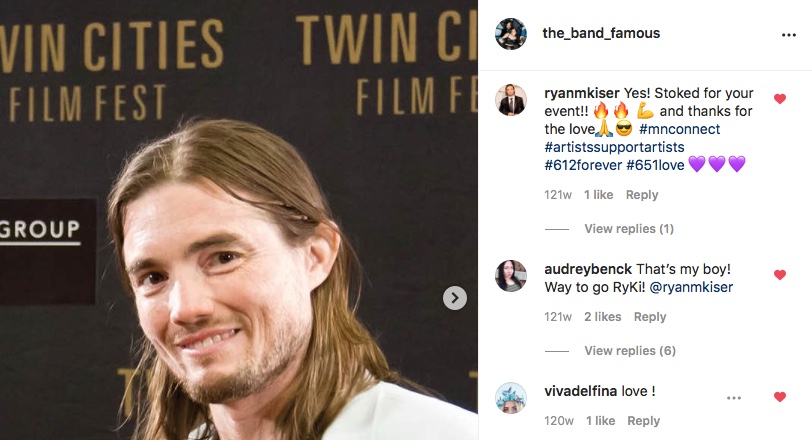 WIN CITIES
FILM FEST
TWIN CI
FILM FE
GROUP
T
the_band_famous
ryanmkiser Yes! Stoked for your
event!! 🔥🔥 💪 and thanks for
the love🙏😎 #mnconnect
#artistssupportartists
#612forever #651love 💜💜💜
121w 1 like Reply
View replies (1)
audreybenck That's my boy!
Way to go RyKi! @ryanmkiser
121w 2 likes Reply
View replies (6)
vivadelfina love !
120w 1 like Reply